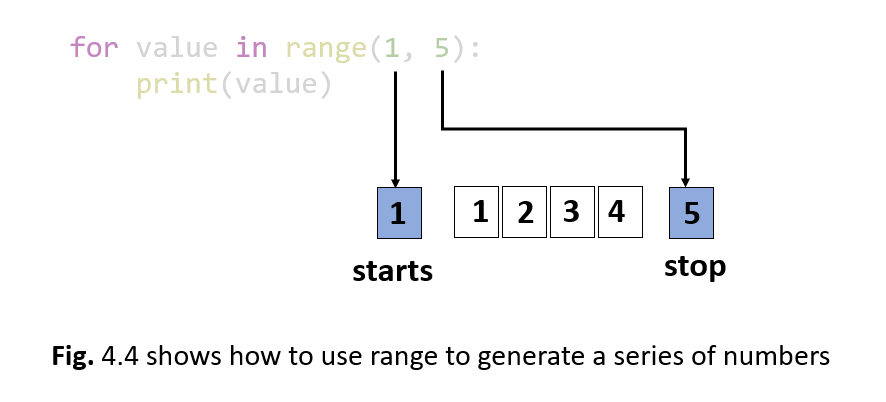 for value in range(1, 5):
    print(value)
1 1 2 3 4 5
starts stop
Fig. 4.4 shows how to use range to generate a series of numbers